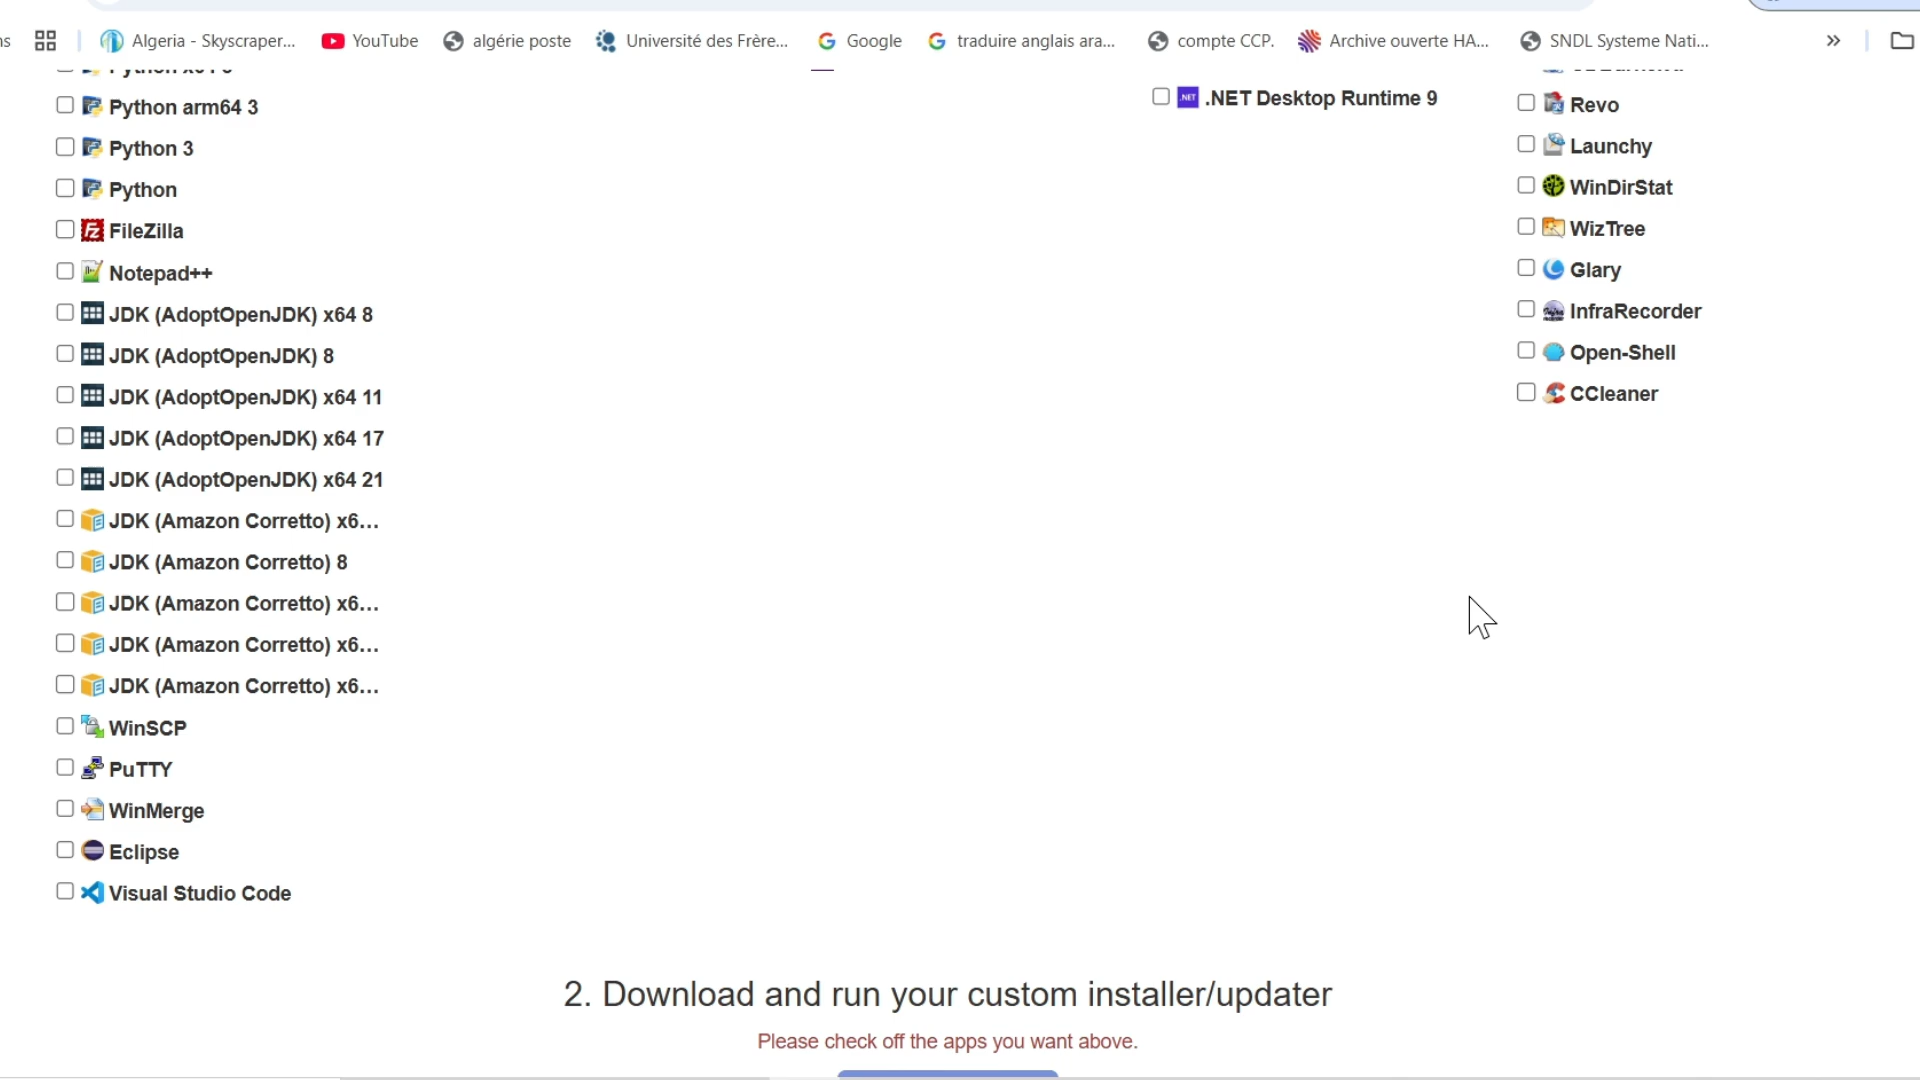 ns
Algeria - Skyscraper...
YouTube
algérie poste
Université des Frère...
Google
traduire anglais ara...
compte CCP.
Archive ouverte HA...
SNDL Systeme Nati...
Python arm64 3
Python 3
Python
FileZilla
Notepad++
JDK (AdoptOpenJDK) x64 8
JDK (AdoptOpenJDK) 8
JDK (AdoptOpenJDK) x64 11
JDK (AdoptOpenJDK) x64 17
JDK (AdoptOpenJDK) x64 21
JDK (Amazon Corretto) x6...
JDK (Amazon Corretto) 8
JDK (Amazon Corretto) x6...
JDK (Amazon Corretto) x6...
JDK (Amazon Corretto) x6...
WinSCP
PuTTY
WinMerge
Eclipse
Visual Studio Code
.NET Desktop Runtime 9
Revo
Launchy
WinDirStat
WizTree
Glary
InfraRecorder
Open-Shell
CCleaner
2. Download and run your custom installer/updater
Please check off the apps you want above.